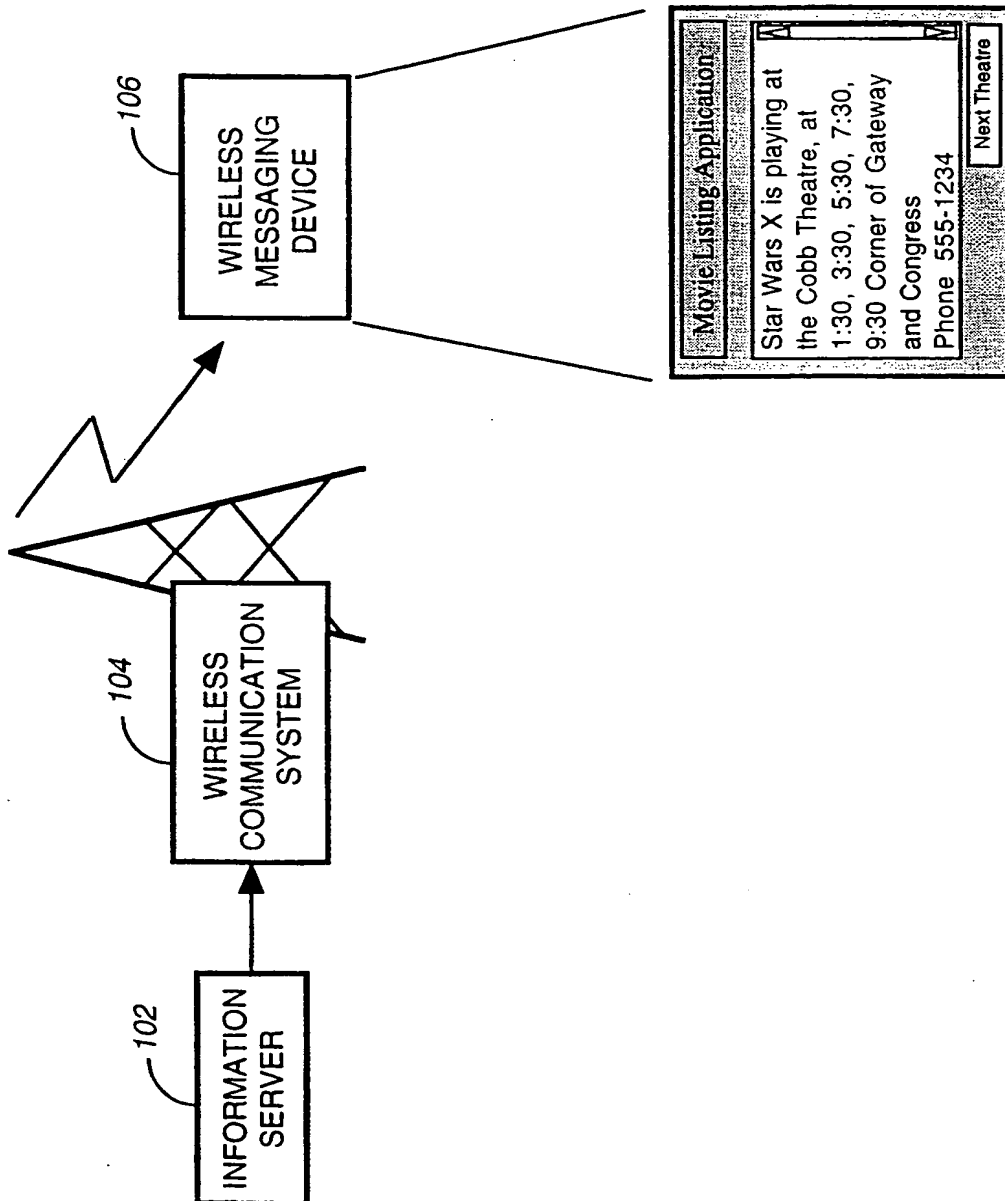 102
INFORMATION
SERVER
104
WIRELESS
COMMUNICATION
SYSTEM
106
WIRELESS
MESSAGING
DEVICE
Movie Listing Application
Star Wars X is playing at
the Cobb Theatre, at
1:30, 3:30, 5:30, 7:30,
9:30 Corner of Gateway
and Congress
Phone 555-1234
Next Theatre